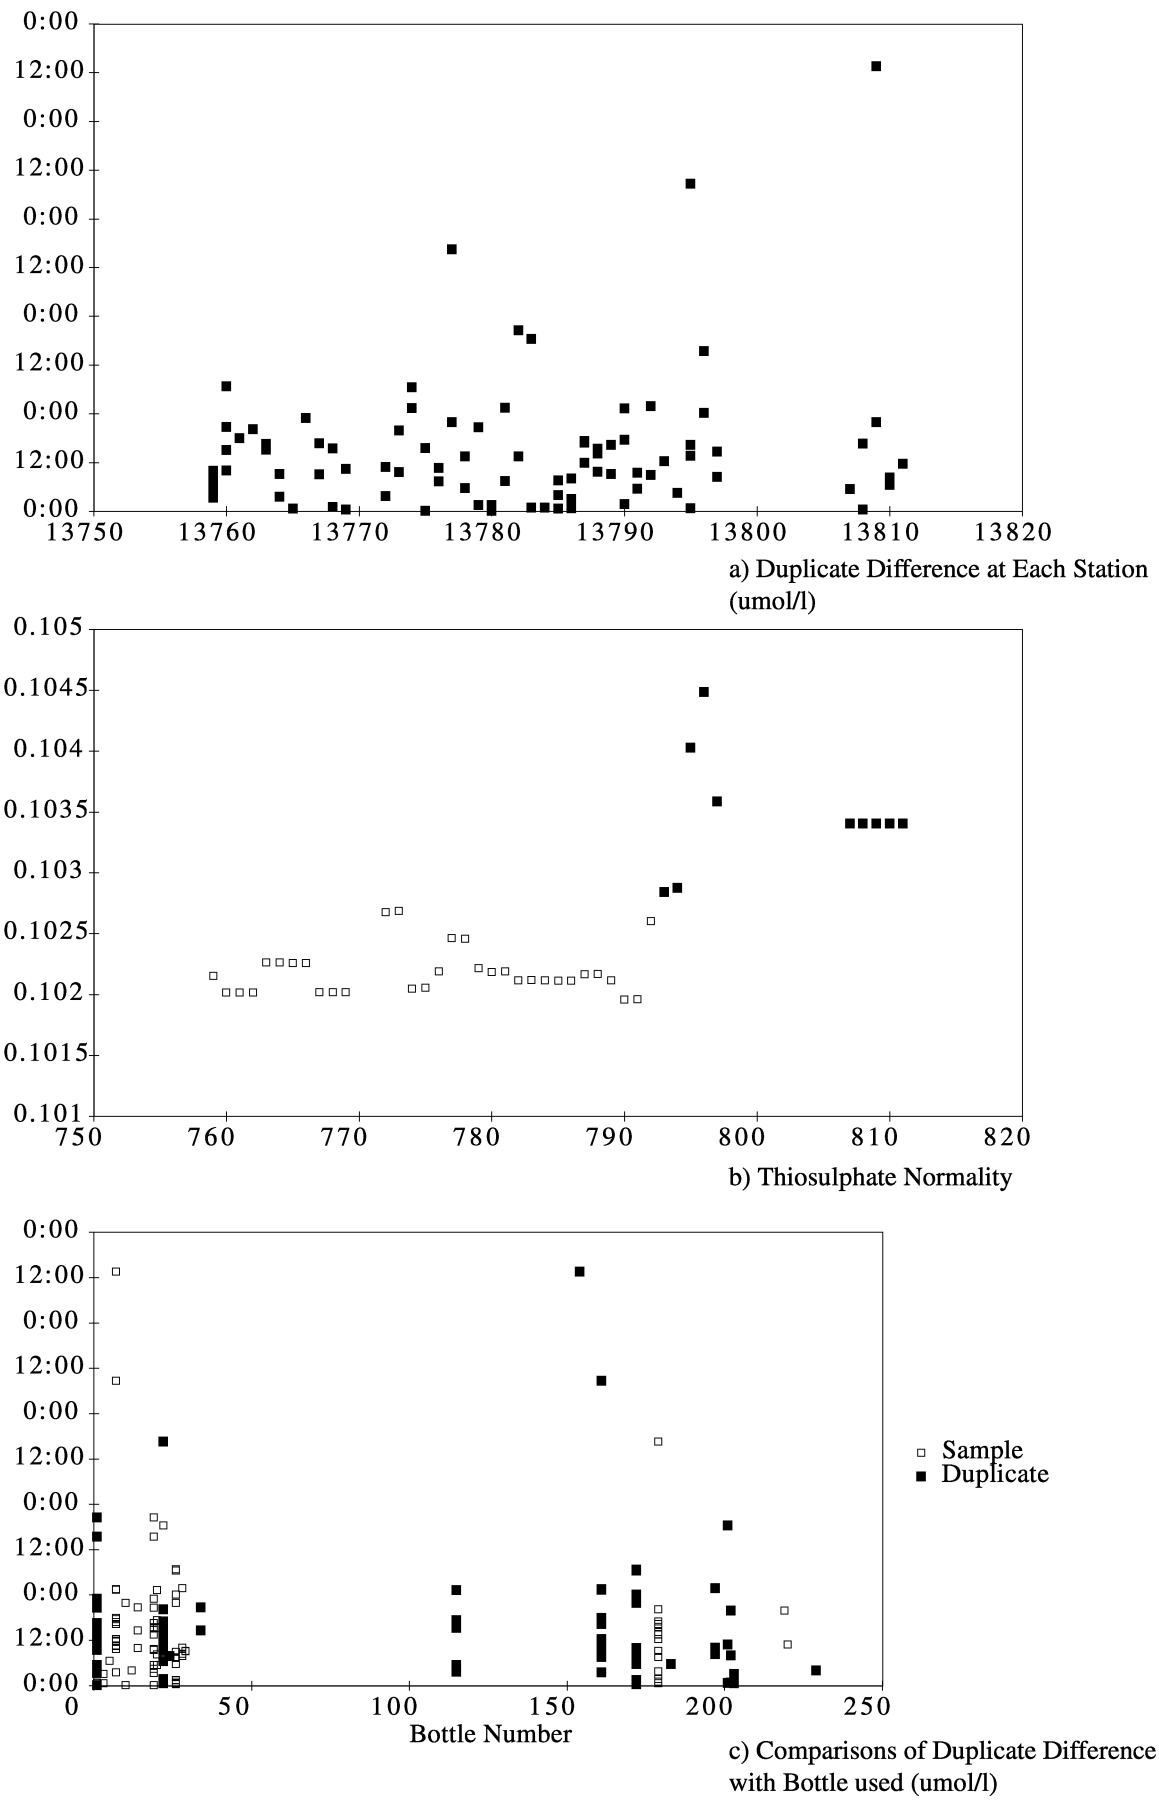 0:00
12:00
0:00
12:00
0:00
12:00
0:00
12:00
0:00
12:00
0:00
13750 13760 13770 13780 13790 13800 13810 13820
a) Duplicate Difference at Each Station
(umol/l)
0.105
0.1045
0.104
0.1035
0.103
0.1025
0.102
0.1015
0.101
750 760 770 780 790 800 810 820
b) Thiosulphate Normality
0:00
12:00
0:00
12:00
0:00
12:00
0:00
12:00
0:00
12:00
0:00
Sample
Duplicate
0 50 100 150 200 250
Bottle Number
c) Comparisons of Duplicate Difference
with Bottle used (umol/l)